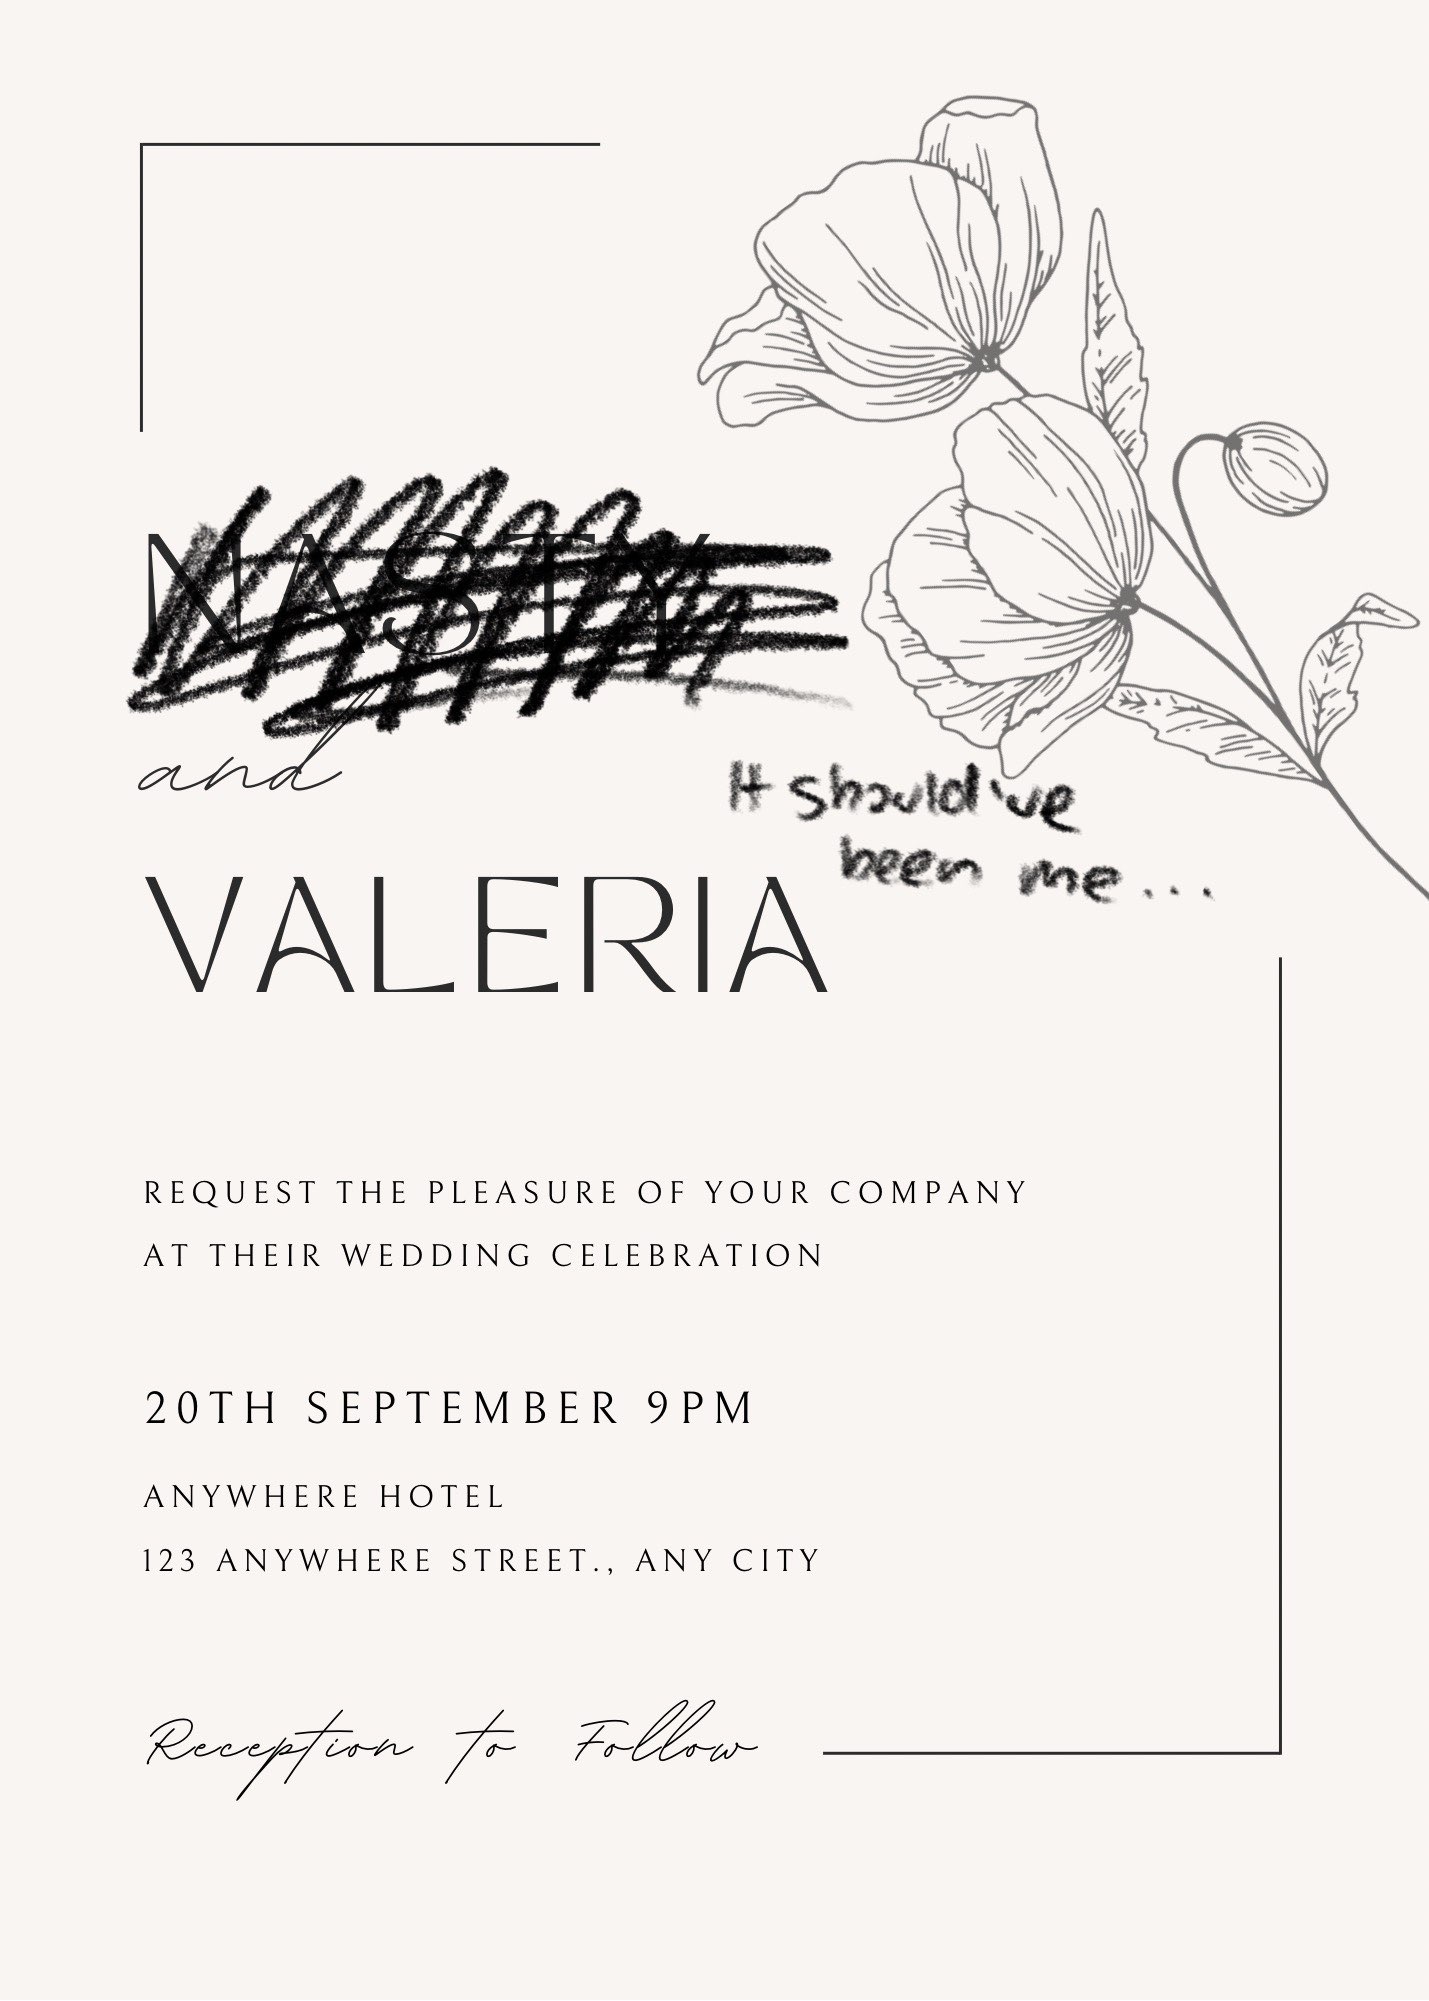 NASTY
and
It should've
been me...
VALERIA
REQUEST THE PLEASURE OF YOUR COMPANY
AT THEIR WEDDING CELEBRATION
20TH SEPTEMBER 9PM
ANYWHERE HOTEL
123 ANYWHERE STREET., ANY CITY
Reception to Follow